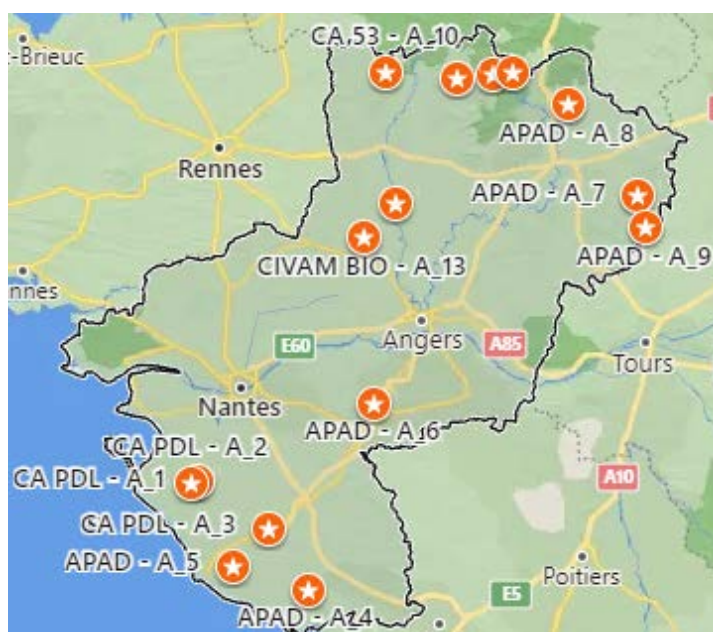 -Brieuc
CA 53 - A_10
Rennes
APAD - A_8
APAD - A_7
APAD - A_9
CIVAM BIO - A_13
nnes
E60
Angers
A85
Tours
Nantes
APAD - A_6
CA PDL - A_2
CA PDL - A_1
A10
CA PDL - A_3
APAD - A_5
Poitiers
E5
APAD - A_4